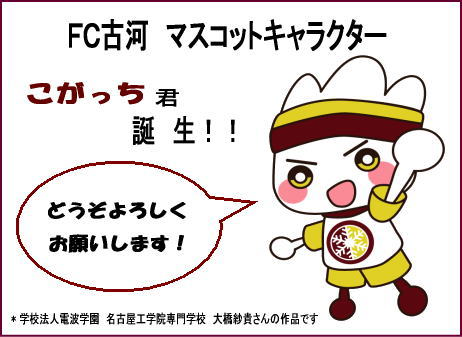 FC古河　マスコットキャラクター
こがっち 君
誕　生！！
どうぞよろしく
お願いします！
＊学校法人電波学園　名古屋工学院専門学校　大橋紗貴さんの作品です